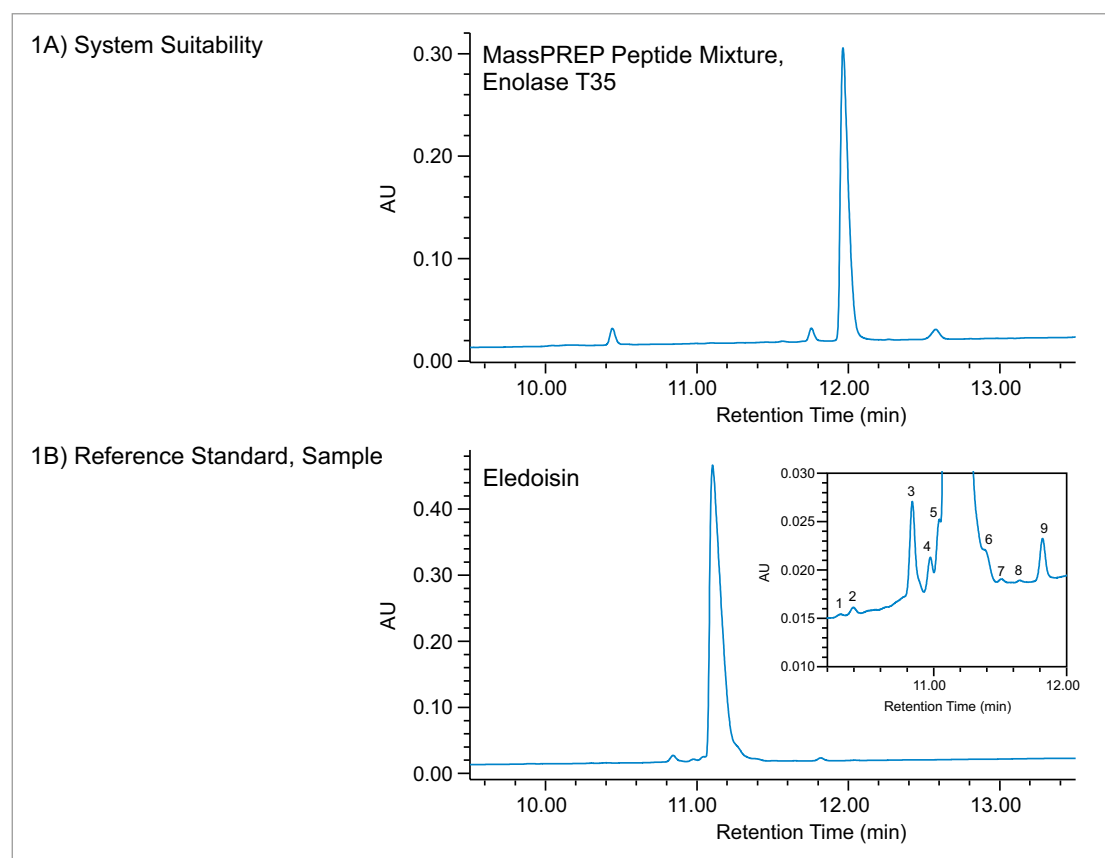 1A) System Suitability
MassPREP Peptide Mixture,
Enolase T35
0.30
0.20
0.10
0.00
AU
10.00 11.00 12.00 13.00
Retention Time (min)
1B) Reference Standard, Sample
Eledoisin
0.40
0.30
0.20
0.10
0.00
AU
10.00 11.00 12.00 13.00
Retention Time (min)
0.030
0.025
0.020
0.015
0.010
AU
1 2 3 4 5 6 7 8 9
11.00 12.00
Retention Time (min)